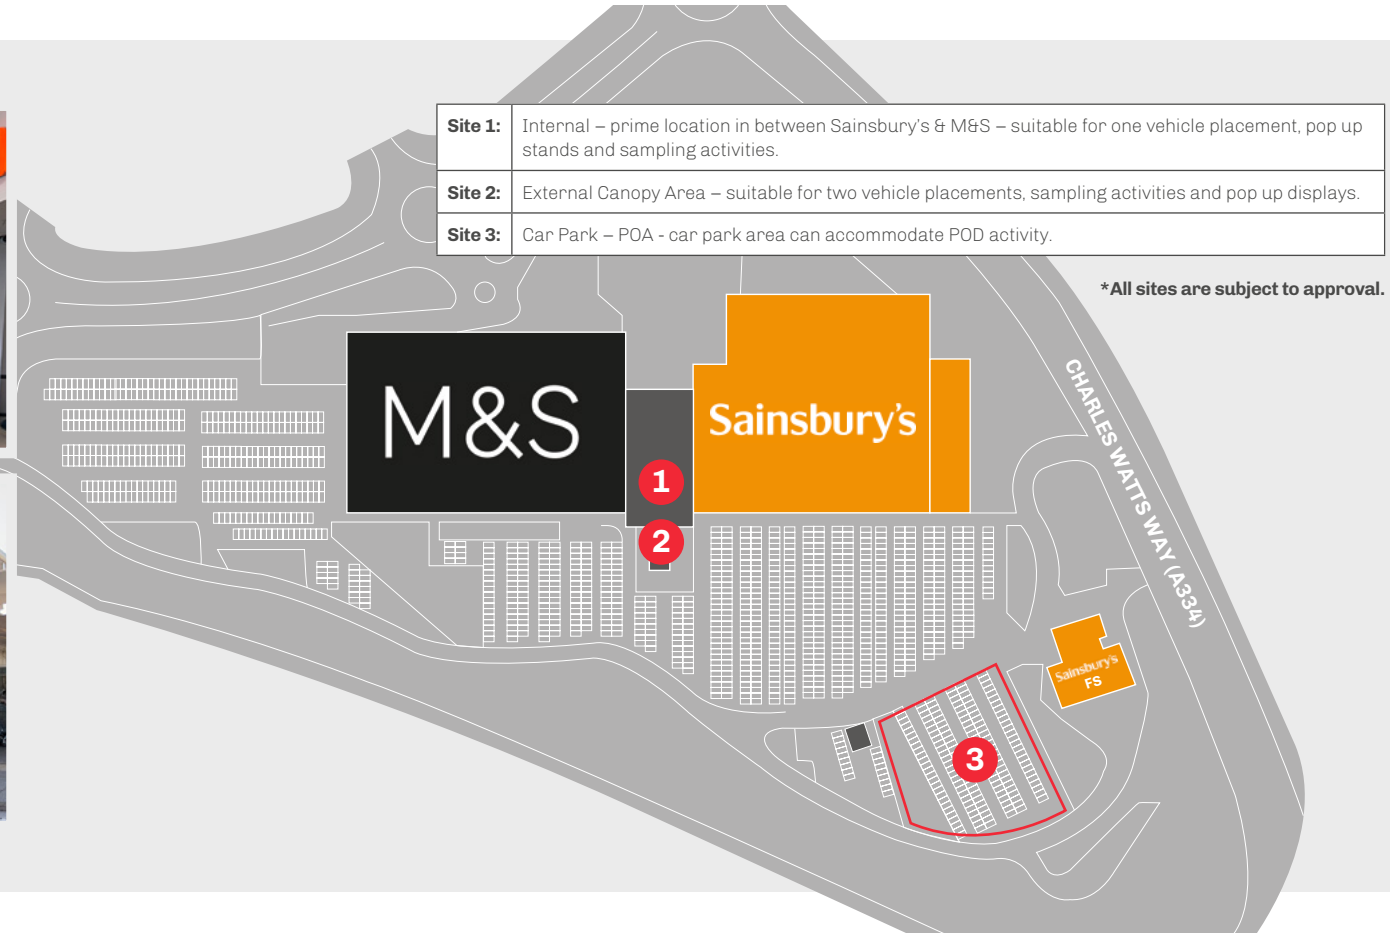 Site 1: Internal – prime location in between Sainsbury's & M&S – suitable for one vehicle placement, pop up
stands and sampling activities.
Site 2: External Canopy Area – suitable for two vehicle placements, sampling activities and pop up displays.
Site 3: Car Park – POA - car park area can accommodate POD activity.
*All sites are subject to approval.
M&S
Sainsbury's
1
2
CHARLES WATTS WAY (A334)
Sainsbury's
FS
3